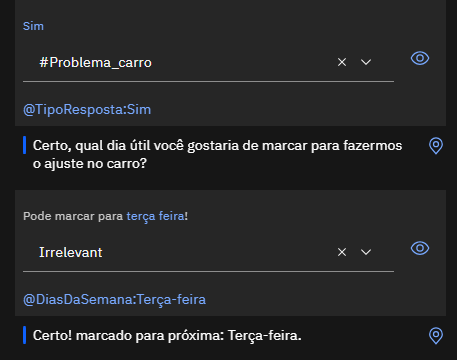 Sim
#Problema_carro
@TipoResposta:Sim
Certo, qual dia útil você gostaria de marcar para fazermos
o ajuste no carro?
Pode marcar para terça feira!
Irrelevant
@DiasDaSemana:Terça-feira
Certo! marcado para próxima: Terça-feira.